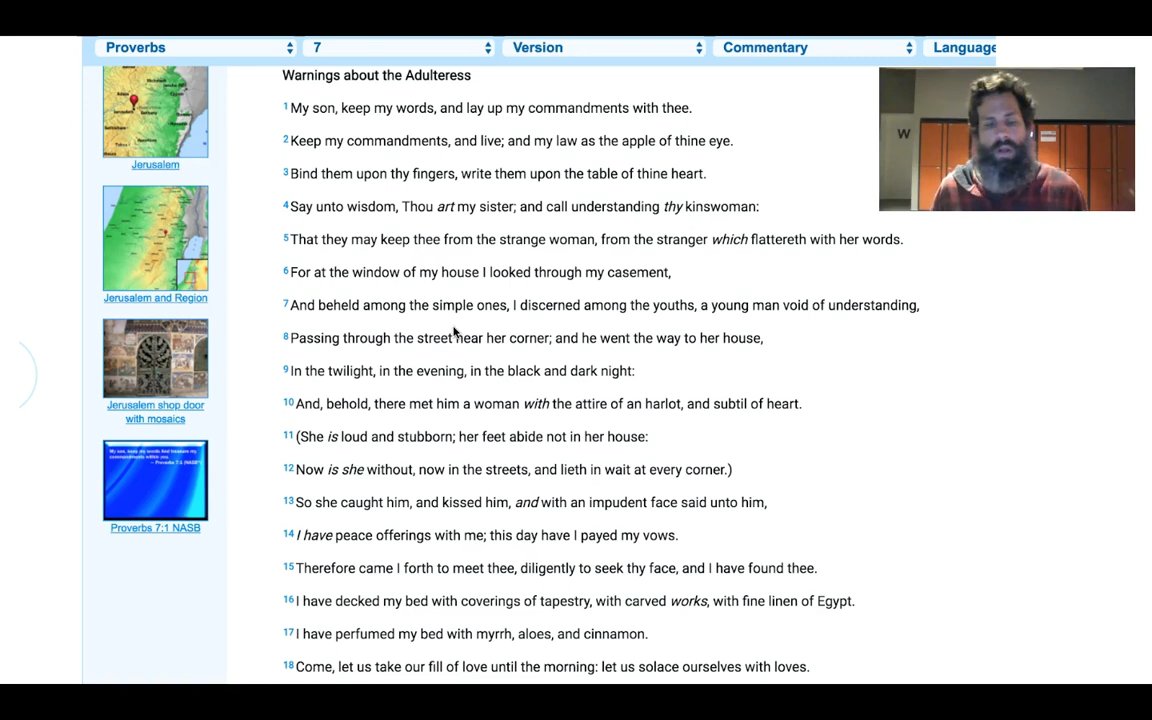 Proverbs 7 Version Commentary Language
Warnings about the Adulteress
1 My son, keep my words, and lay up my commandments with thee.
2 Keep my commandments, and live; and my law as the apple of thine eye.
3 Bind them upon thy fingers, write them upon the table of thine heart.
4 Say unto wisdom, Thou art my sister; and call understanding thy kinswoman:
5 That they may keep thee from the strange woman, from the stranger which flattereth with her words.
6 For at the window of my house I looked through my casement,
7 And beheld among the simple ones, I discerned among the youths, a young man void of understanding,
8 Passing through the street near her corner; and he went the way to her house,
9 In the twilight, in the evening, in the black and dark night:
10 And, behold, there met him a woman with the attire of an harlot, and subtil of heart.
11 (She is loud and stubborn; her feet abide not in her house:
12 Now is she without, now in the streets, and lieth in wait at every corner.)
13 So she caught him, and kissed him, and with an impudent face said unto him,
14 I have peace offerings with me; this day have I payed my vows.
15 Therefore came I forth to meet thee, diligently to seek thy face, and I have found thee.
16 I have decked my bed with coverings of tapestry, with carved works, with fine linen of Egypt.
17 I have perfumed my bed with myrrh, aloes, and cinnamon.
18 Come, let us take our fill of love until the morning: let us solace ourselves with loves.
Jerusalem
Jerusalem and Region
Jerusalem shop door
with mosaics
My son, keep my words And treasure my
commandments within you.
Proverbs 7:1 NASB
W